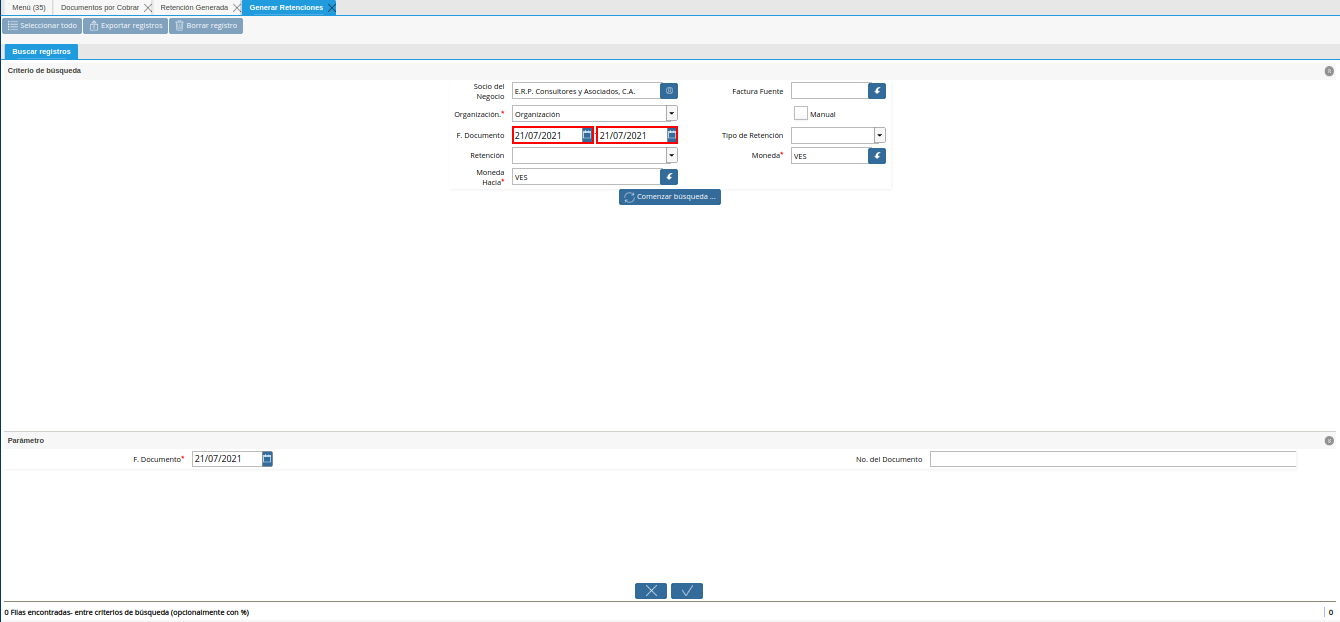 Menú (35) Documentos por Cobrar Retención Generada Generar Retenciones
Seleccionar todo Exportar registros Borrar registro
Buscar registros
Criterio de búsqueda
Socio del Negocio E.R.P. Consultores y Asociados, C.A. Factura Fuente
Organización.* Organización Manual
F. Documento 21/07/2021 - 21/07/2021 Tipo de Retención
Retención Moneda* VES
Moneda Hacia* VES
Comenzar búsqueda ...
Parámetro
F. Documento* 21/07/2021 No. del Documento
0 Filas encontradas- entre criterios de búsqueda (opcionalmente con %) 0